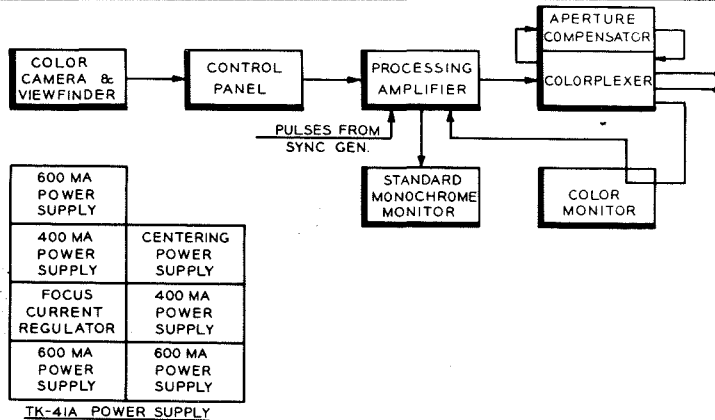 COLOR
CAMERA &
VIEWFINDER
CONTROL
PANEL
PROCESSING
AMPLIFIER
APERTURE
COMPENSATOR
COLORPLEXER
PULSES FROM
SYNC GEN.
STANDARD
MONOCHROME
MONITOR
COLOR
MONITOR
600 MA
POWER
SUPPLY
400 MA
POWER
SUPPLY
CENTERING
POWER
SUPPLY
FOCUS
CURRENT
REGULATOR
400 MA
POWER
SUPPLY
600 MA
POWER
SUPPLY
600 MA
POWER
SUPPLY
TK-41A POWER SUPPLY